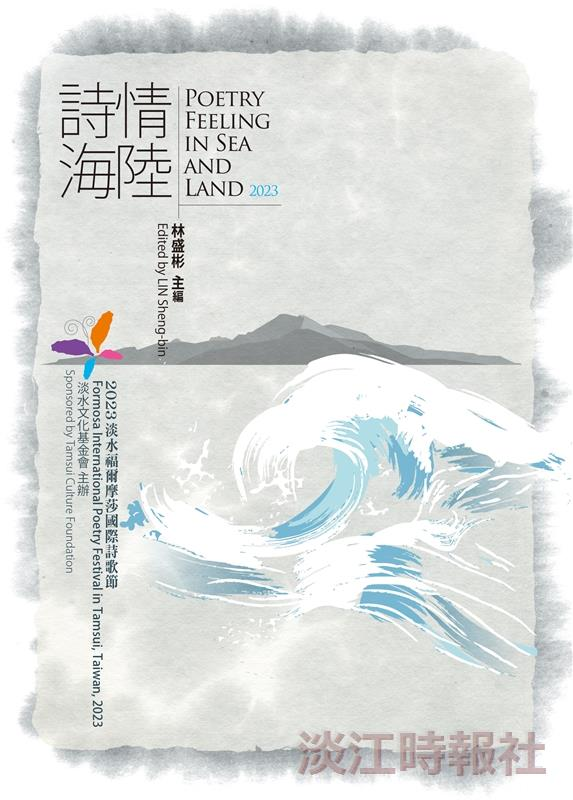 詩情
海陸
POETRY
FEELING
IN SEA
AND
LAND 2023
林盛彬 主編
Edited by LIN Sheng-bin
2023淡水福爾摩莎國際詩歌節
Formosa International Poetry Festival in Tamsui, Taiwan, 2023
淡水文化基金會 主辦
Sponsored by Tamsui Culture Foundation
淡江時報社